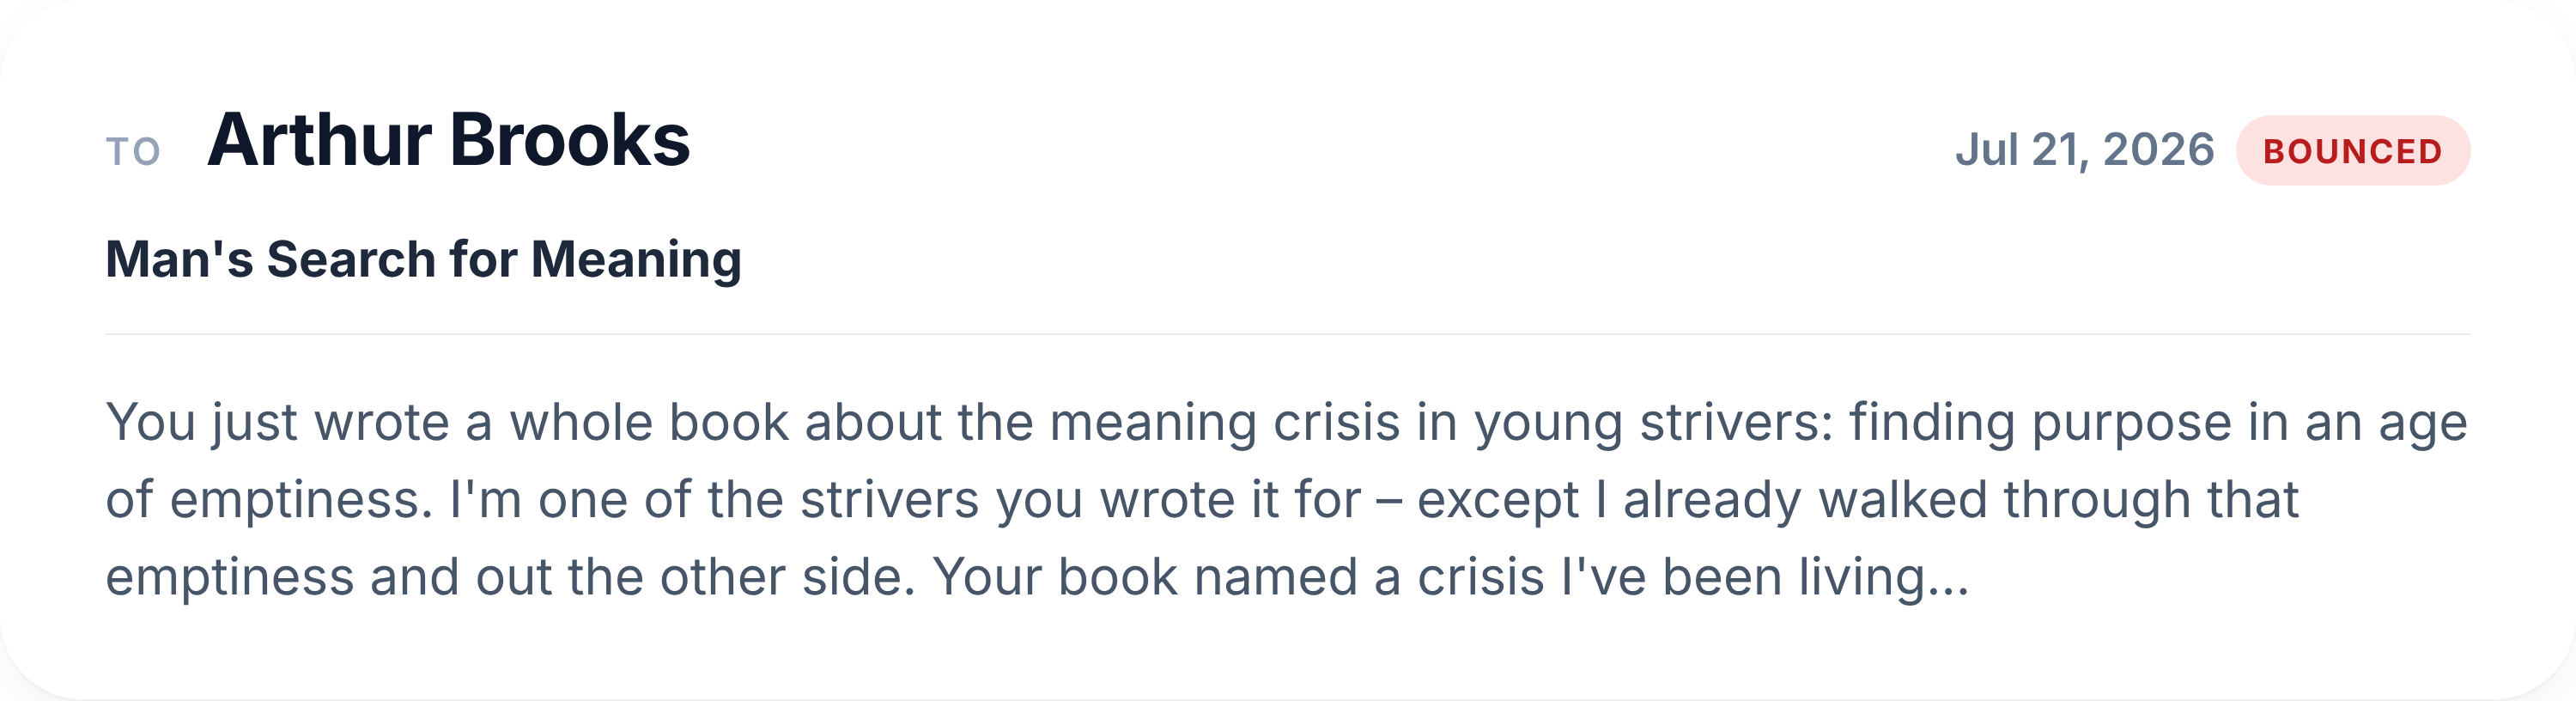 TO Arthur Brooks Jul 21, 2026 BOUNCED
Man's Search for Meaning
You just wrote a whole book about the meaning crisis in young strivers: finding purpose in an age
of emptiness. I'm one of the strivers you wrote it for – except I already walked through that
emptiness and out the other side. Your book named a crisis I've been living...